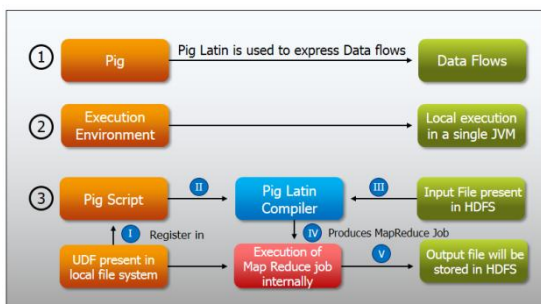 1
Pig
Pig Latin is used to express Data flows
Data Flows
2
Execution
Environment
Local execution
in a single JVM
3
Pig Script
II
Pig Latin
Compiler
III
Input File present
in HDFS
I
Register in
IV
Produces MapReduce Job
UDF present in
local file system
Execution of
Map Reduce job
internally
V
Output file will be
stored in HDFS